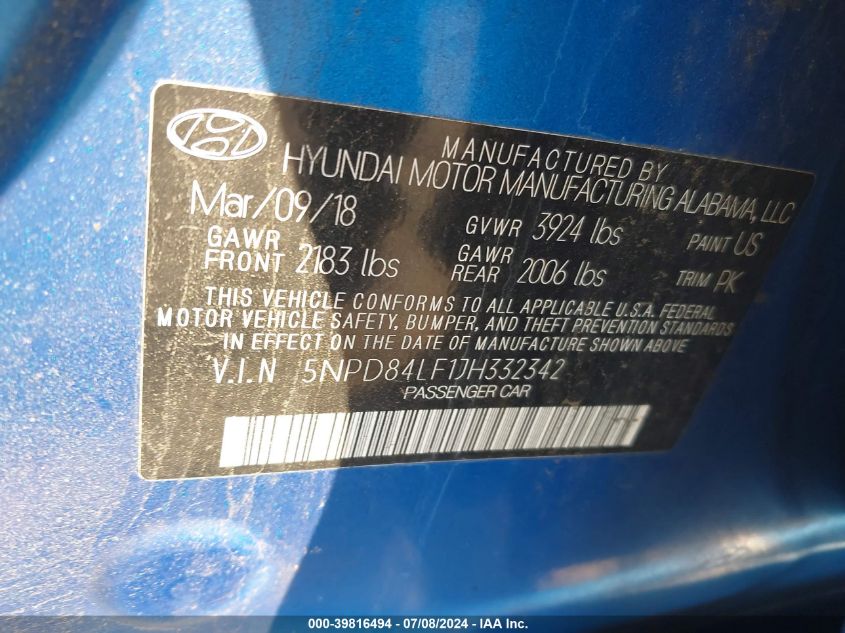 MANUFACTURED BY
HYUNDAI MOTOR MANUFACTURING ALABAMA, LLC
Mar/09/18
GVWR 3924 lbs
PAINT US
GAWR FRONT 2183 lbs
GAWR REAR 2006 lbs
TRIM PK
THIS VEHICLE CONFORMS TO ALL APPLICABLE U.S.A. FEDERAL
MOTOR VEHICLE SAFETY, BUMPER, AND THEFT PREVENTION STANDARDS
IN EFFECT ON THE DATE OF MANUFACTURE SHOWN ABOVE.
V.I.N 5NPD84LF1JH332342
PASSENGER CAR
000-39816494 - 07/08/2024 - IAA Inc.